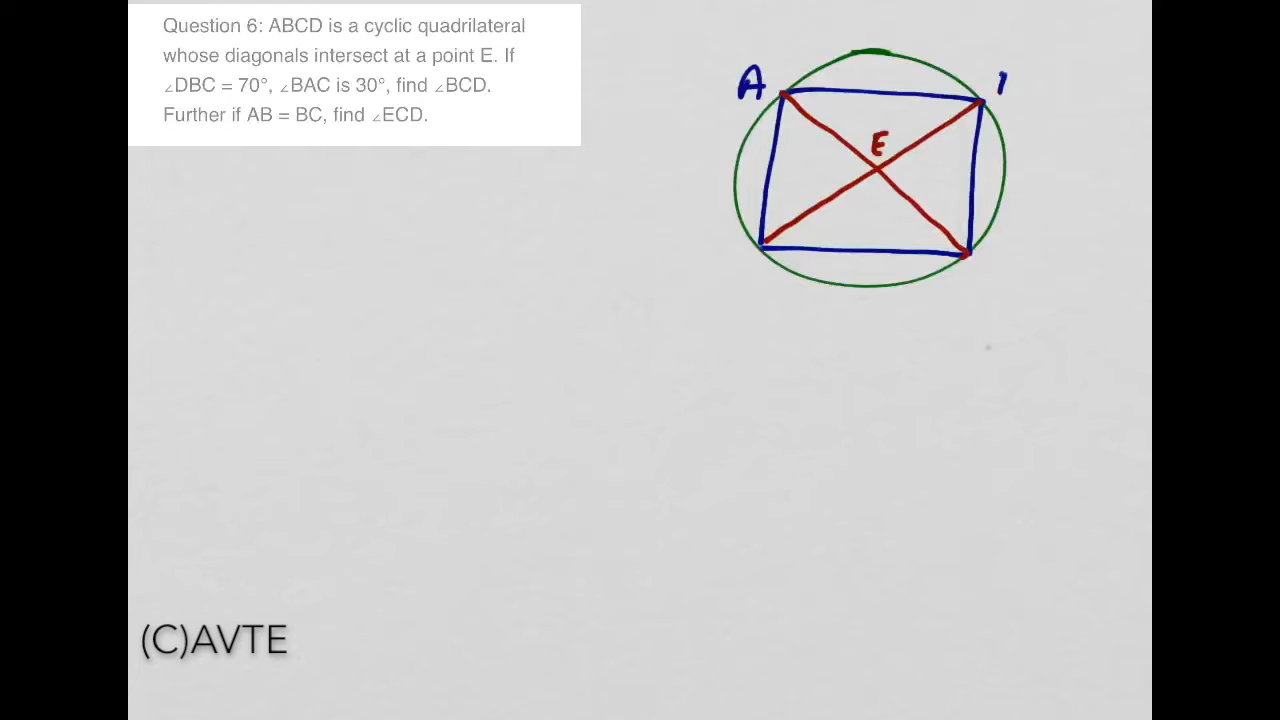 Question 6: ABCD is a cyclic quadrilateral
whose diagonals intersect at a point E. If
∠DBC = 70°, ∠BAC is 30°, find ∠BCD.
Further if AB = BC, find ∠ECD.
A
E
(C)AVTE